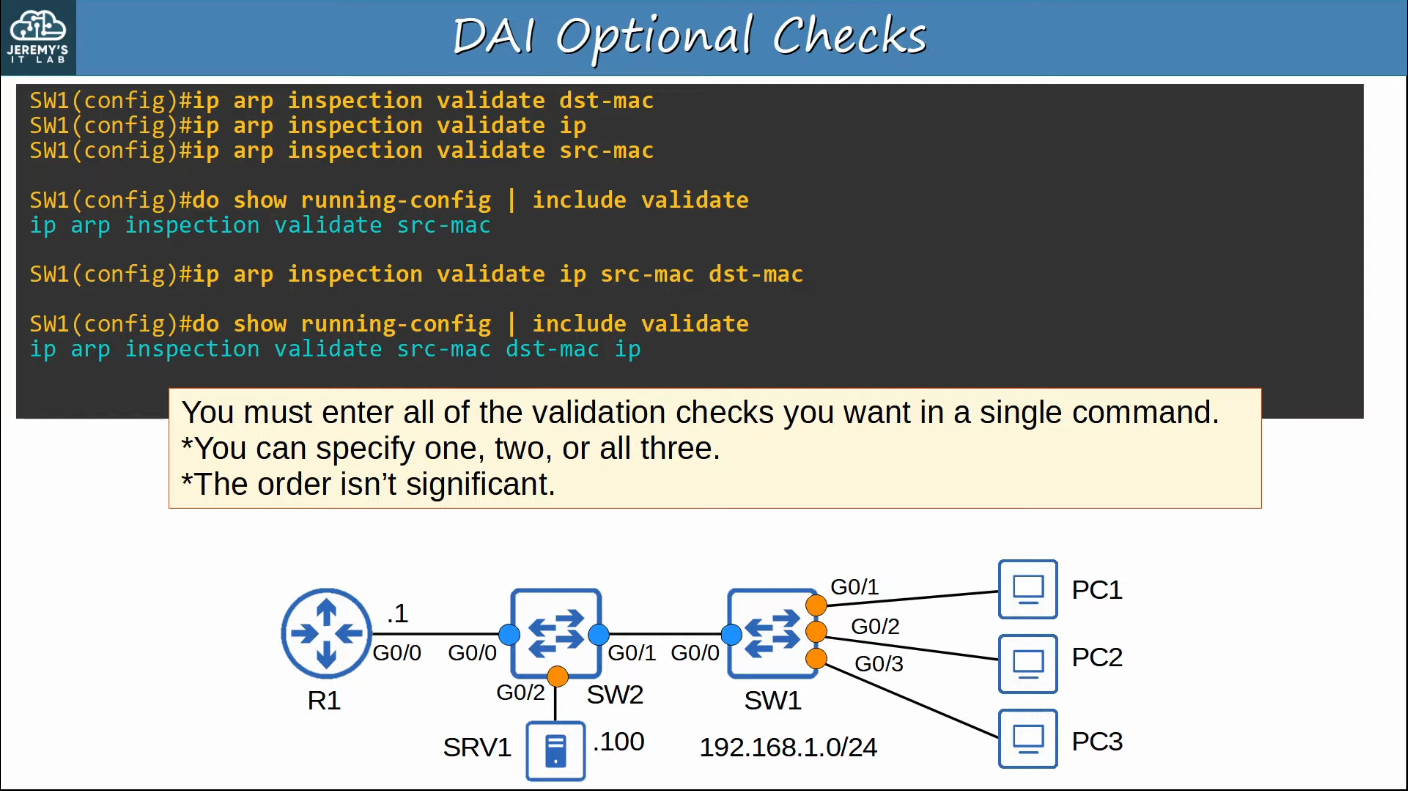 JEREMY'S
IT LAB
DAI Optional Checks
SW1(config)#ip arp inspection validate dst-mac
SW1(config)#ip arp inspection validate ip
SW1(config)#ip arp inspection validate src-mac
SW1(config)#do show running-config | include validate
ip arp inspection validate src-mac
SW1(config)#ip arp inspection validate ip src-mac dst-mac
SW1(config)#do show running-config | include validate
ip arp inspection validate src-mac dst-mac ip
You must enter all of the validation checks you want in a single command.
*You can specify one, two, or all three.
*The order isn't significant.
.1
G0/0
R1
G0/0
G0/1
G0/2
SW2
SRV1
.100
G0/0
SW1
192.168.1.0/24
G0/1
PC1
G0/2
PC2
G0/3
PC3